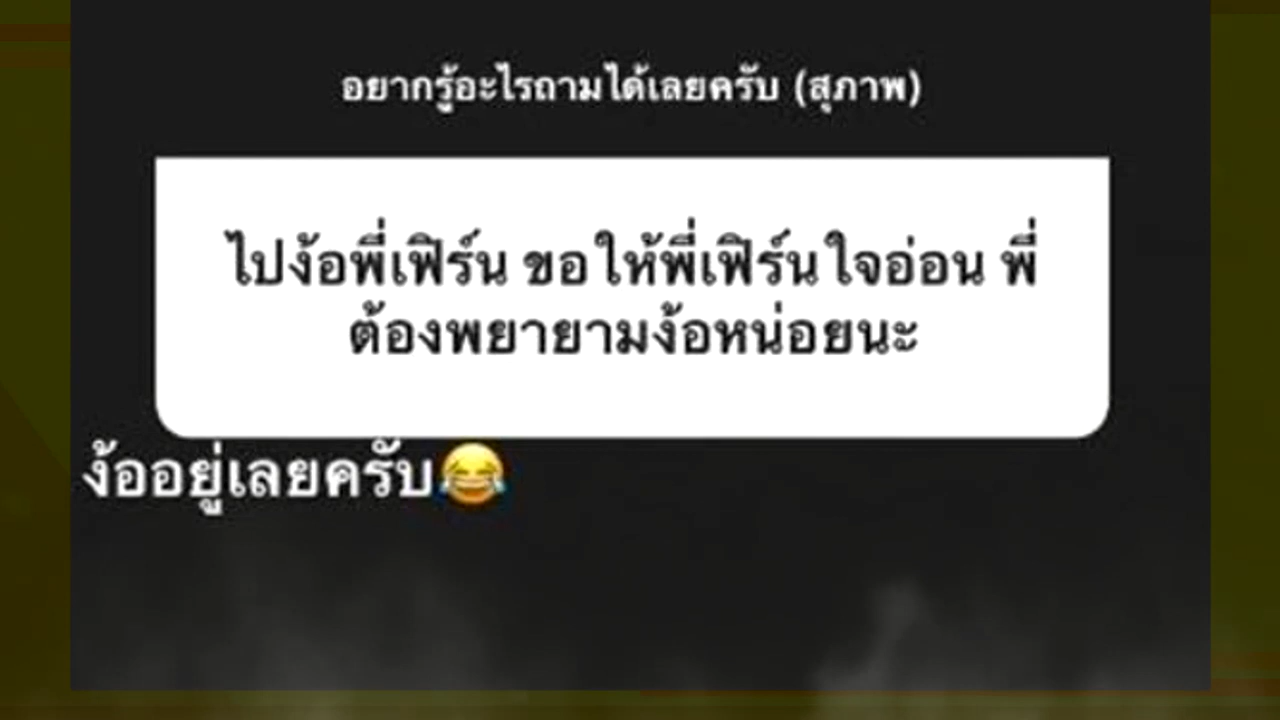 อยากรู้อะไรถามได้เลยครับ (สุภาพ)
ไปง้อพี่เฟิร์น ขอให้พี่เฟิร์นใจอ่อน พี่
ต้องพยายามง้อหน่อยนะ
ง้ออยู่เลยครับ😂